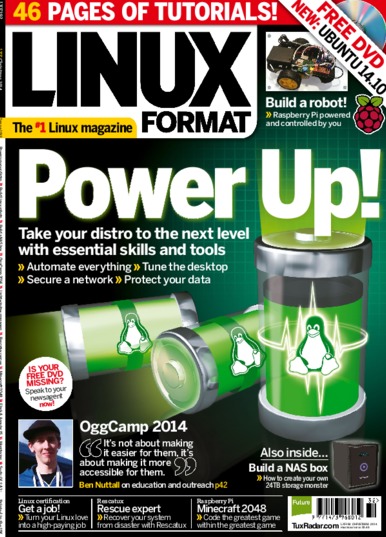 46 PAGES OF TUTORIALS!
FREE DVD
NEW: UBUNTU 14.10
LINUX
FORMAT
The #1 Linux magazine
Build a robot!
» Raspberry Pi powered
and controlled by you
Power Up!
Take your distro to the next level
with essential skills and tools
» Automate everything » Tune the desktop
» Secure a network » Protect your data
IS YOUR
FREE DVD
MISSING?
Speak to your
newsagent
now!
OggCamp 2014
It's not about making
it easier for them, it's
about making it more
accessible for them.
Ben Nuttall on education and outreach p42
Also inside...
Build a NAS box
» How to create your own
24TB storage monster
Linux certification
Get a job!
» Turn your Linux love
into a high-paying job
Rescatux
Rescue expert
» Recover your system
from disaster with Rescatux
Raspberry Pi
Minecraft 2048
» Code the greatest game
within the greatest game
Future
TuxRadar.com